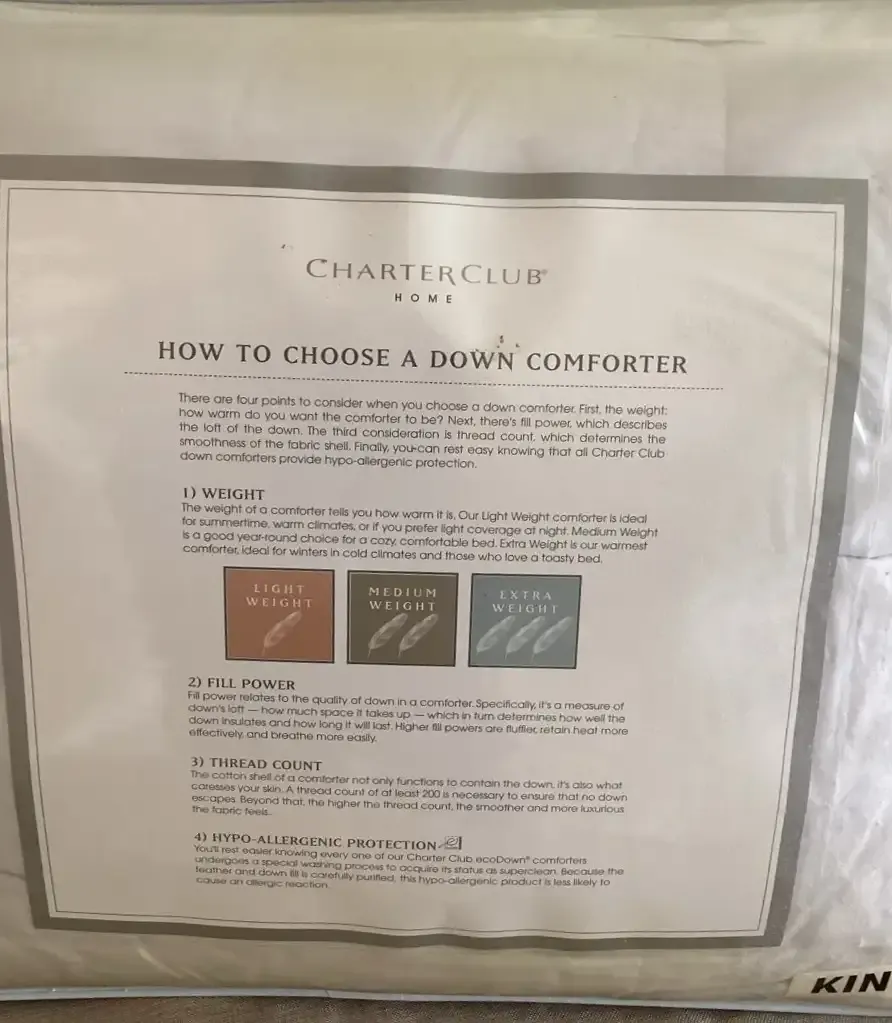 CHARTER CLUB®
HOME
HOW TO CHOOSE A DOWN COMFORTER
There are four points to consider when you choose a down comforter. First, the weight:
how warm do you want the comforter to be? Next, there's fill power, which describes
the loft of the down. The third consideration is thread count, which determines the
smoothness of the fabric shell. Finally, you can rest easy knowing that all Charter Club
down comforters provide hypo-allergenic protection.
1) WEIGHT
The weight of a comforter tells you how warm it is. Our Light Weight comforter is ideal
for summertime, warm climates, or if you prefer light coverage at night. Medium Weight
is a good year-round choice for a cozy, comfortable bed. Extra Weight is our warmest
comforter, ideal for winters in cold climates and those who love a toasty bed.
LIGHT
WEIGHT
MEDIUM
WEIGHT
EXTRA
WEIGHT
2) FILL POWER
Fill power relates to the quality of down in a comforter. Specifically, it's a measure of
down's loft — how much space it takes up — which in turn determines how well the
down insulates and how long it will last. Higher fill powers are fluffier, retain heat more
effectively, and breathe more easily.
3) THREAD COUNT
The cotton shell of a comforter not only functions to contain the down, it's also what
caresses your skin. A thread count of at least 200 is necessary to ensure that no down
escapes. Beyond that, the higher the thread count, the smoother and more luxurious
the fabric feels.
4) HYPO-ALLERGENIC PROTECTION
You'll rest easier knowing every one of our Charter Club ecoDown® comforters
undergoes a special washing process to acquire its status as superclean. Because the
feather and down fill is carefully purified, this hypo-allergenic product is less likely to
cause an allergic reaction.
KIN